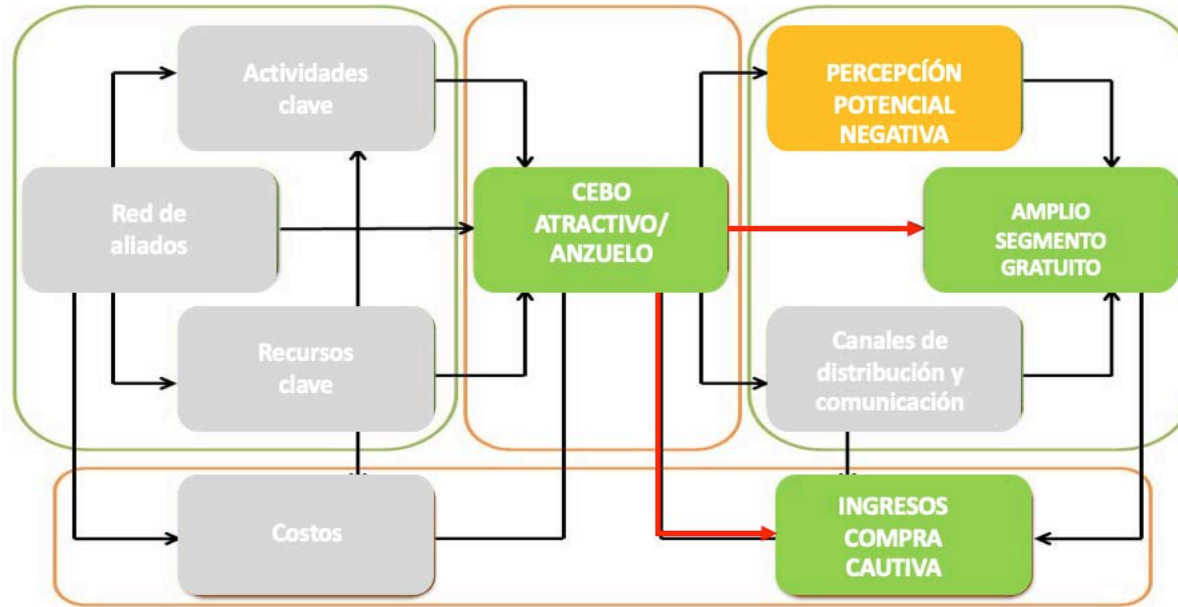 Actividades
clave
PERCEPCÍÓN
POTENCIAL
NEGATIVA
Red de
aliados
CEBO
ATRACTIVO/
ANZUELO
AMPLIO
SEGMENTO
GRATUITO
Recursos
clave
Canales de
distribución y
comunicación
Costos
INGRESOS
COMPRA
CAUTIVA